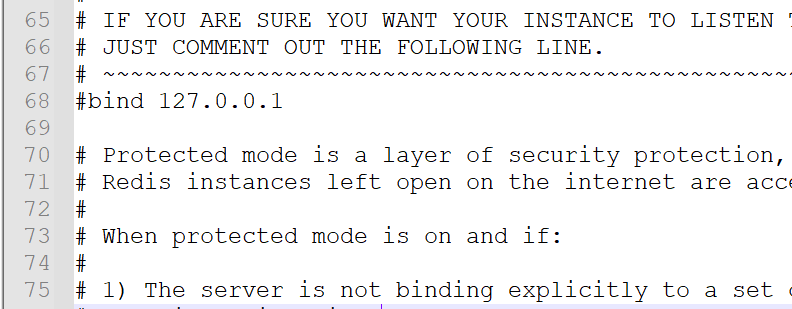 65 # IF YOU ARE SURE YOU WANT YOUR INSTANCE TO LISTEN
66 # JUST COMMENT OUT THE FOLLOWING LINE.
67 # ~~~~~~~~~~~~~~~~~~~~~~~~~~~~~~~~~~~~~~~~~~~~~~~~~~
68 #bind 127.0.0.1
69
70 # Protected mode is a layer of security protection,
71 # Redis instances left open on the internet are acce
72 #
73 # When protected mode is on and if:
74 #
75 # 1) The server is not binding explicitly to a set